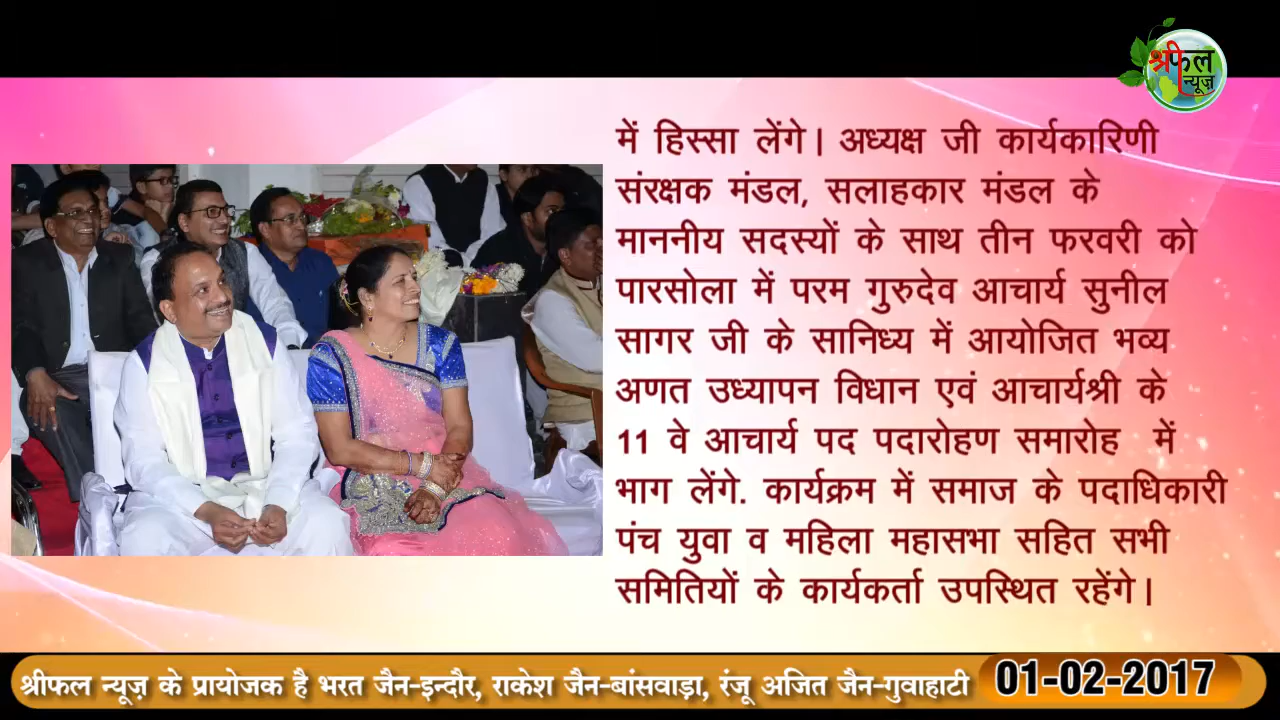 श्रीफल
न्यूज़
में हिस्सा लेंगे। अध्यक्ष जी कार्यकारिणी
संरक्षक मंडल, सलाहकार मंडल के
माननीय सदस्यों के साथ तीन फरवरी को
पारसोला में परम गुरुदेव आचार्य सुनील
सागर जी के सानिध्य में आयोजित भव्य
अणत उध्यापन विधान एवं आचार्यश्री के
11 वे आचार्य पद पदारोहण समारोह में
भाग लेंगे. कार्यक्रम में समाज के पदाधिकारी
पंच युवा व महिला महासभा सहित सभी
समितियों के कार्यकर्ता उपस्थित रहेंगे।
श्रीफल न्यूज़ के प्रायोजक है भरत जैन-इन्दौर, राकेश जैन-बांसवाड़ा, रंजू अजित जैन-गुवाहाटी
01-02-2017